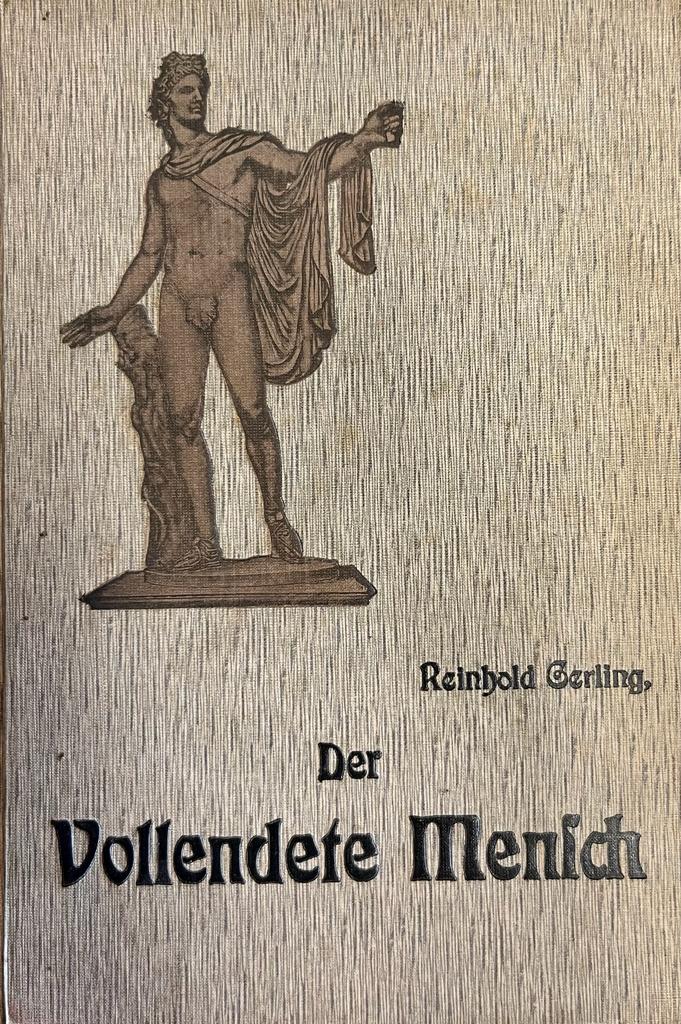 Reinhold Gerling,
Der
Vollendete Menſch